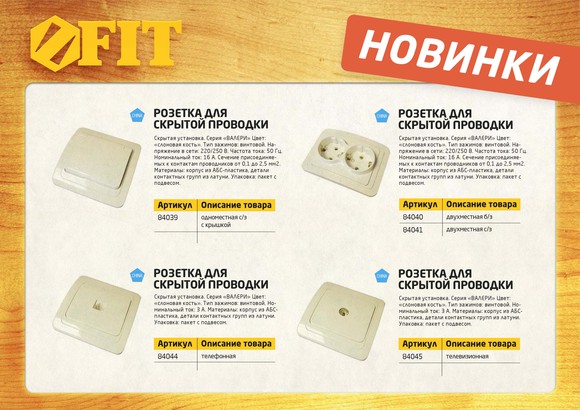 FIT
НОВИНКИ
РОЗЕТКА ДЛЯ
СКРЫТОЙ ПРОВОДКИ
Скрытая установка. Серия «ВАЛЕРИ» Цвет:
«слоновая кость». Тип зажимов: винтовой. На-
пряжение в сети: 220/250 В. Частота тока: 50 Гц.
Номинальный ток: 16 А. Сечение присоединяе-
мых к контактам проводников от 0,1 до 2,5 мм2.
Материалы: корпус из АБС-пластика, детали
контактных групп из латуни. Упаковка: пакет с
подвесом.
Артикул Описание товара
84039 одноместная с/з
с крышкой
РОЗЕТКА ДЛЯ
СКРЫТОЙ ПРОВОДКИ
Скрытая установка. Серия «ВАЛЕРИ» Цвет:
«слоновая кость». Тип зажимов: винтовой. На-
пряжение в сети: 220/250 В. Частота тока: 50 Гц.
Номинальный ток: 16 А. Сечение присоединяе-
мых к контактам проводников от 0,1 до 2,5 мм2.
Материалы: корпус из АБС-пластика, детали
контактных групп из латуни. Упаковка: пакет с
подвесом.
Артикул Описание товара
84040 двухместная б/з
84041 двухместная с/з
РОЗЕТКА ДЛЯ
СКРЫТОЙ ПРОВОДКИ
Скрытая установка. Серия «ВАЛЕРИ» Цвет:
«слоновая кость». Тип зажимов: винтовой. Но-
минальный ток: 3 А. Материалы: корпус из АБС-
пластика, детали контактных групп из латуни.
Упаковка: пакет с подвесом.
Артикул Описание товара
84044 телефонная
РОЗЕТКА ДЛЯ
СКРЫТОЙ ПРОВОДКИ
Скрытая установка. Серия «ВАЛЕРИ» Цвет:
«слоновая кость». Тип зажимов: винтовой. Но-
минальный ток: 3 А. Материалы: корпус из АБС-
пластика, детали контактных групп из латуни.
Упаковка: пакет с подвесом.
Артикул Описание товара
84045 телевизионная